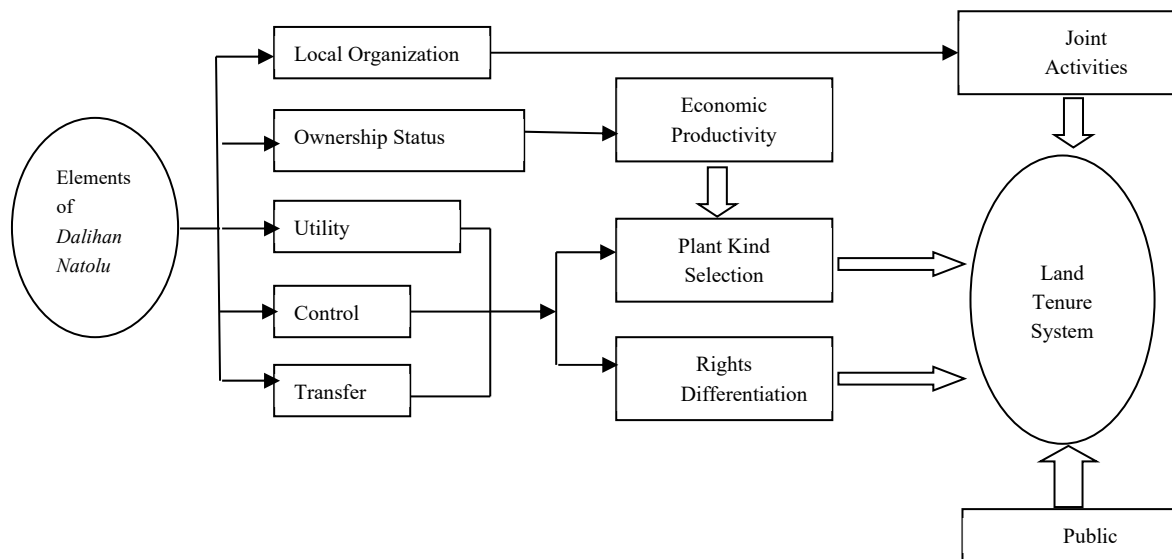 Local Organization
Joint
Activities
Economic
Productivity
Ownership Status
Elements
of
Dalihan
Natolu
Utility
Plant Kind
Selection
Land
Tenure
System
Control
Rights
Differentiation
Transfer
Public